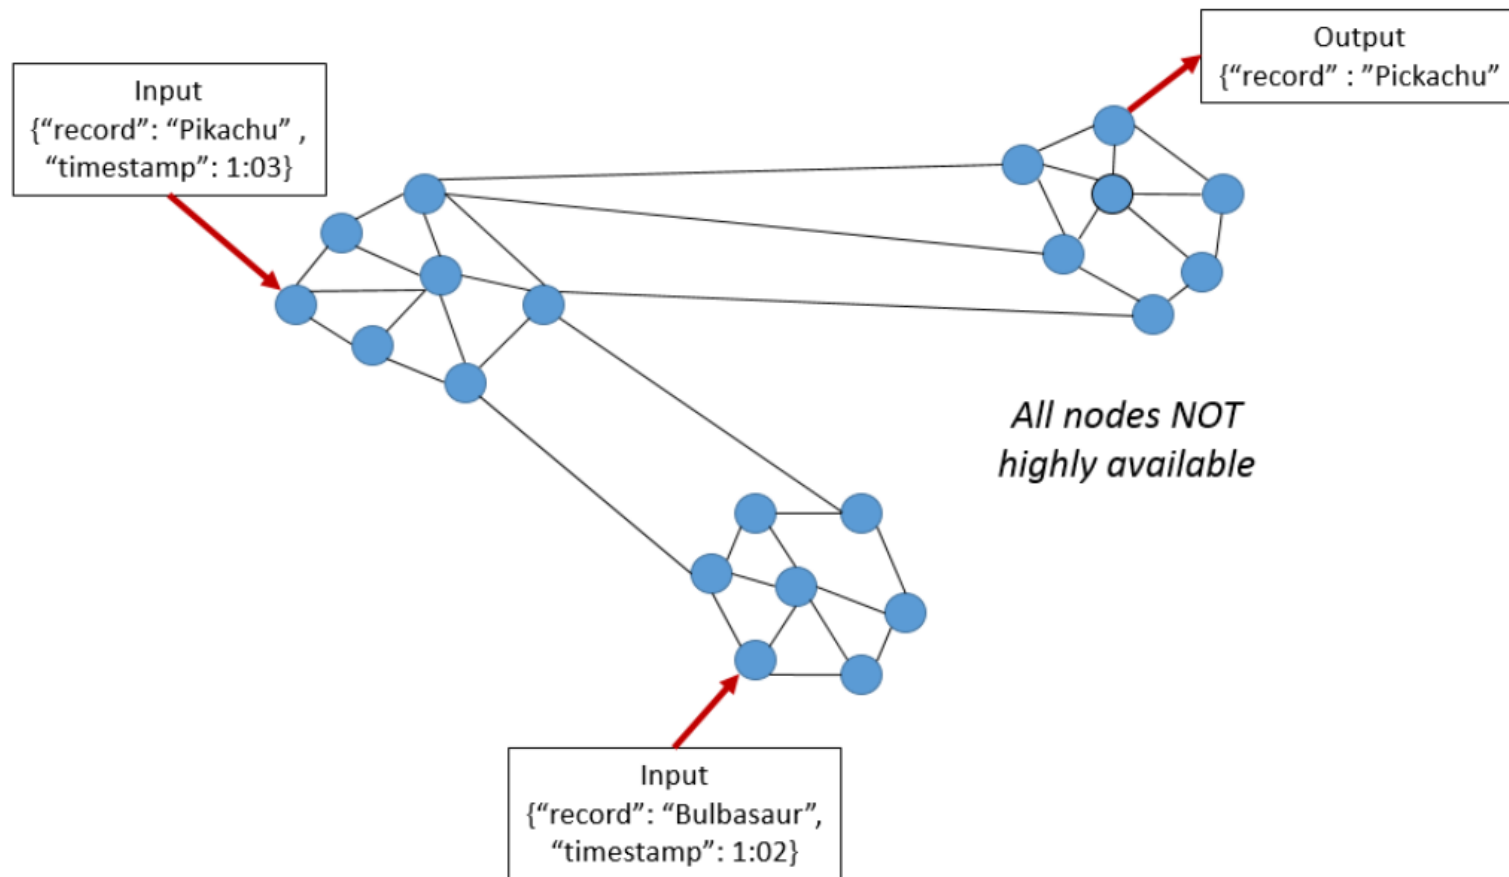 Input
{“record”: “Pikachu” ,
“timestamp”: 1:03}
Output
{“record” : ”Pickachu”
All nodes NOT
highly available
Input
{“record”: “Bulbasaur”,
“timestamp”: 1:02}